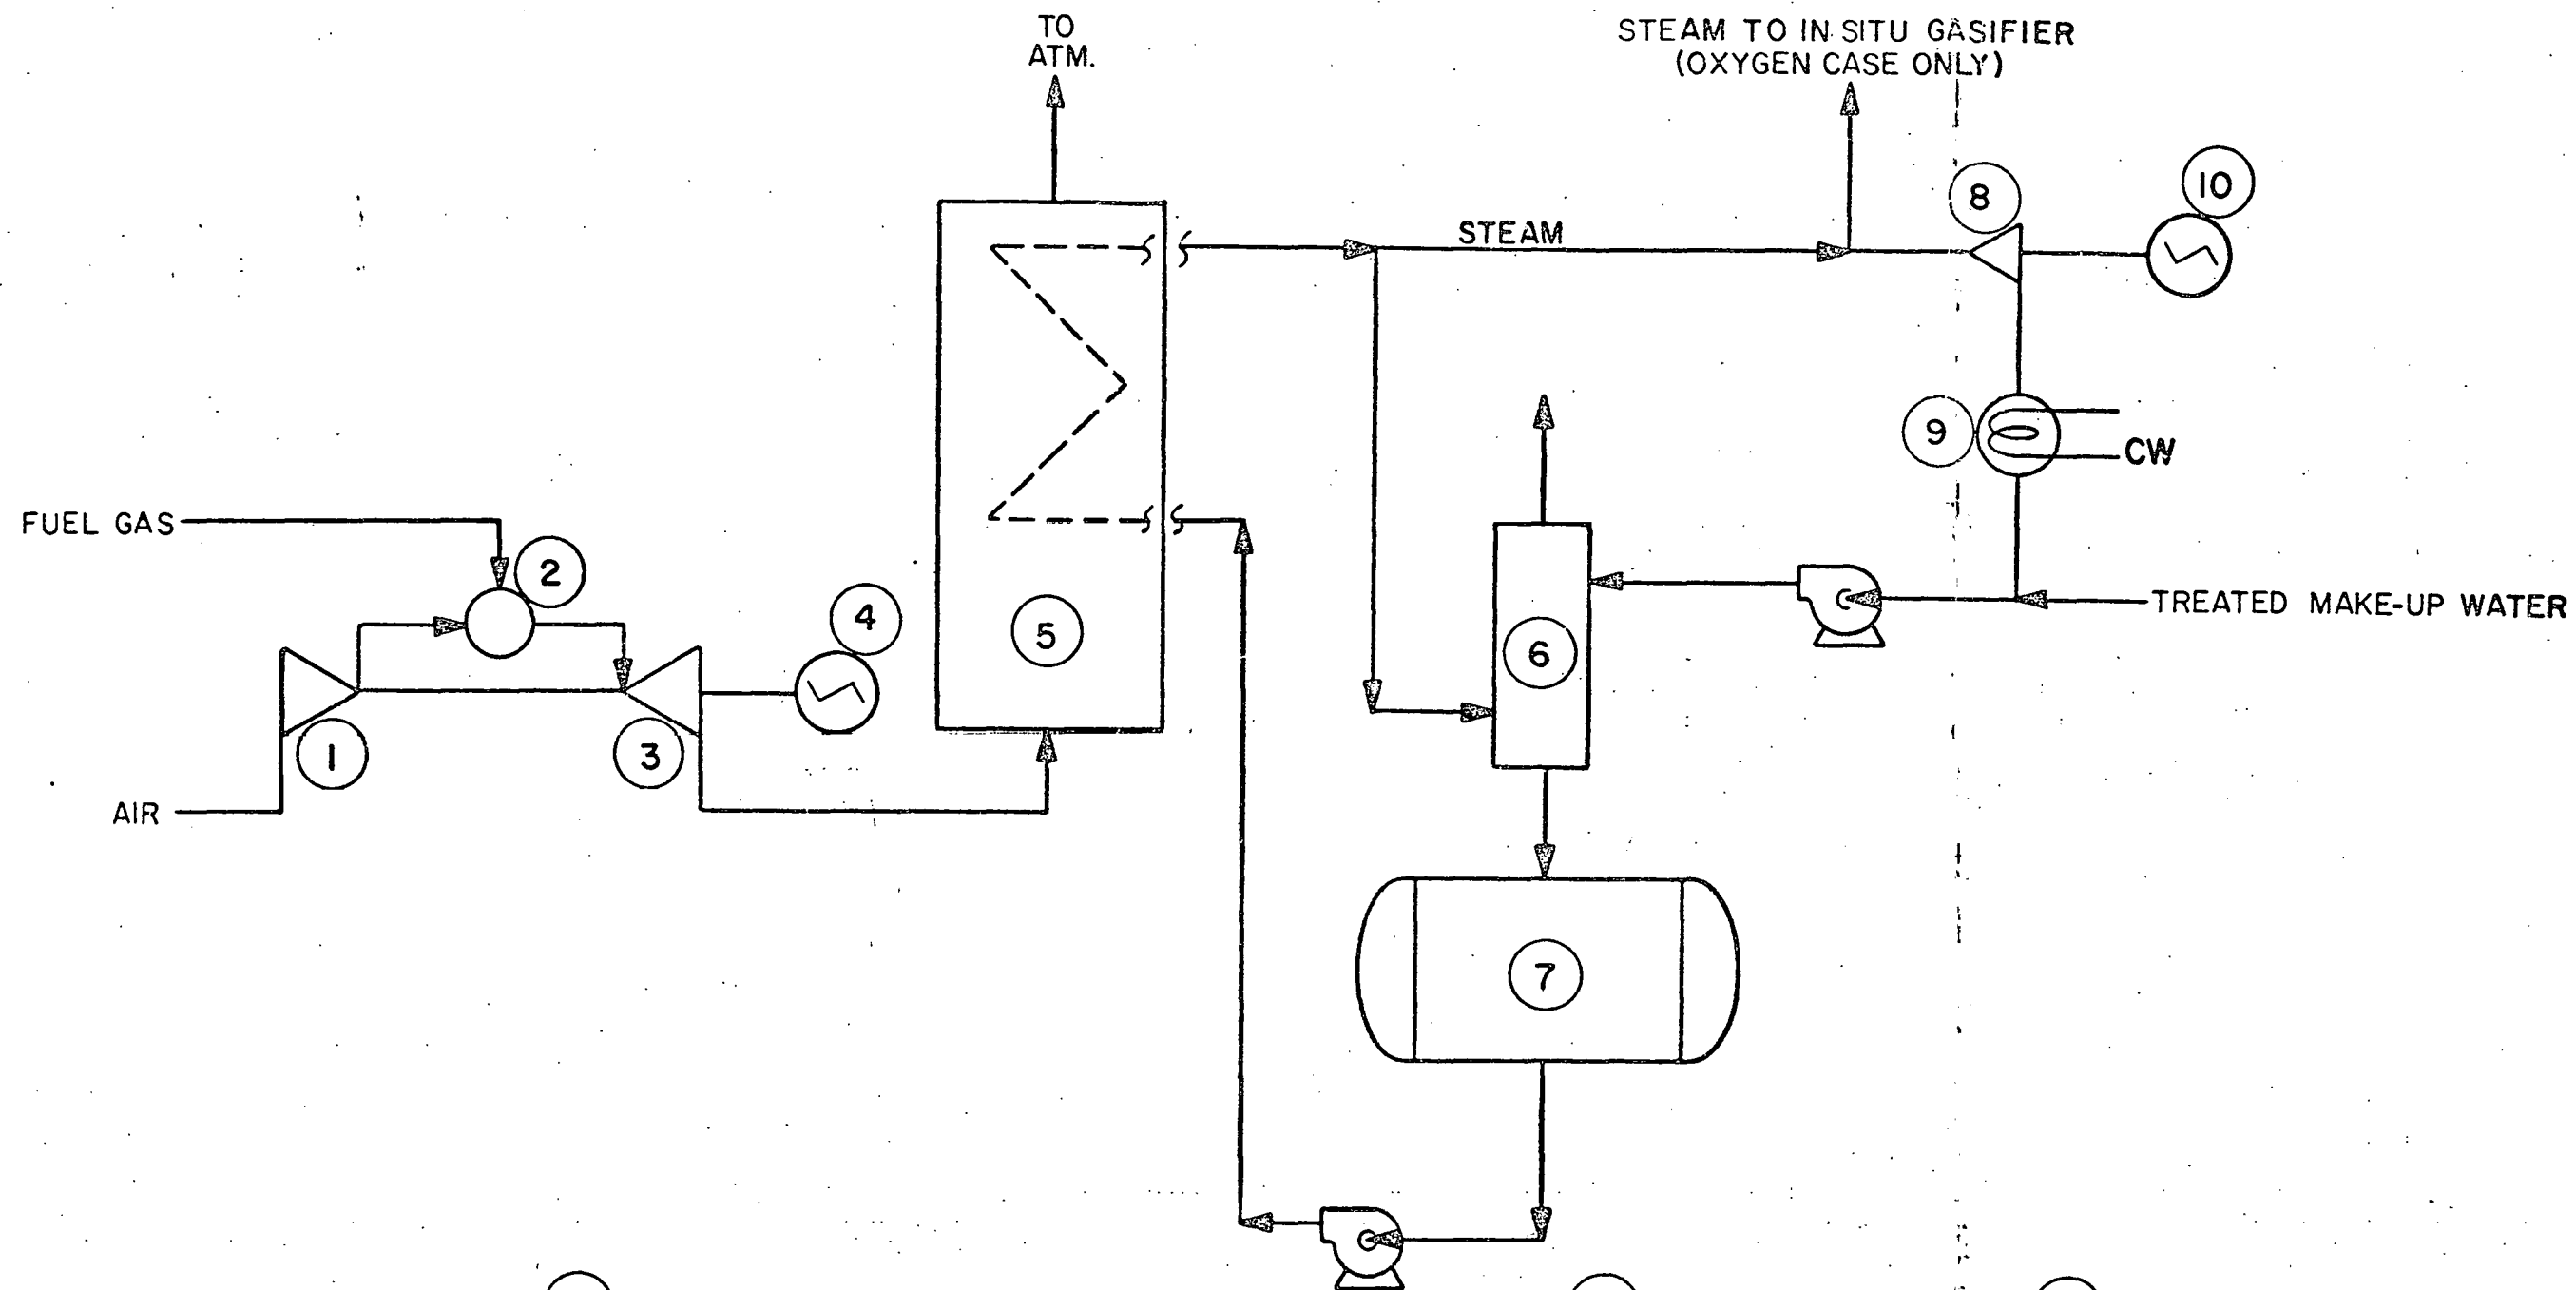 TO
ATM.
STEAM TO IN SITU GASIFIER
(OXYGEN CASE ONLY)
10
8
STEAM
9
CW
FUEL GAS
2
4
TREATED MAKE-UP WATER
5
6
1
3
AIR
7